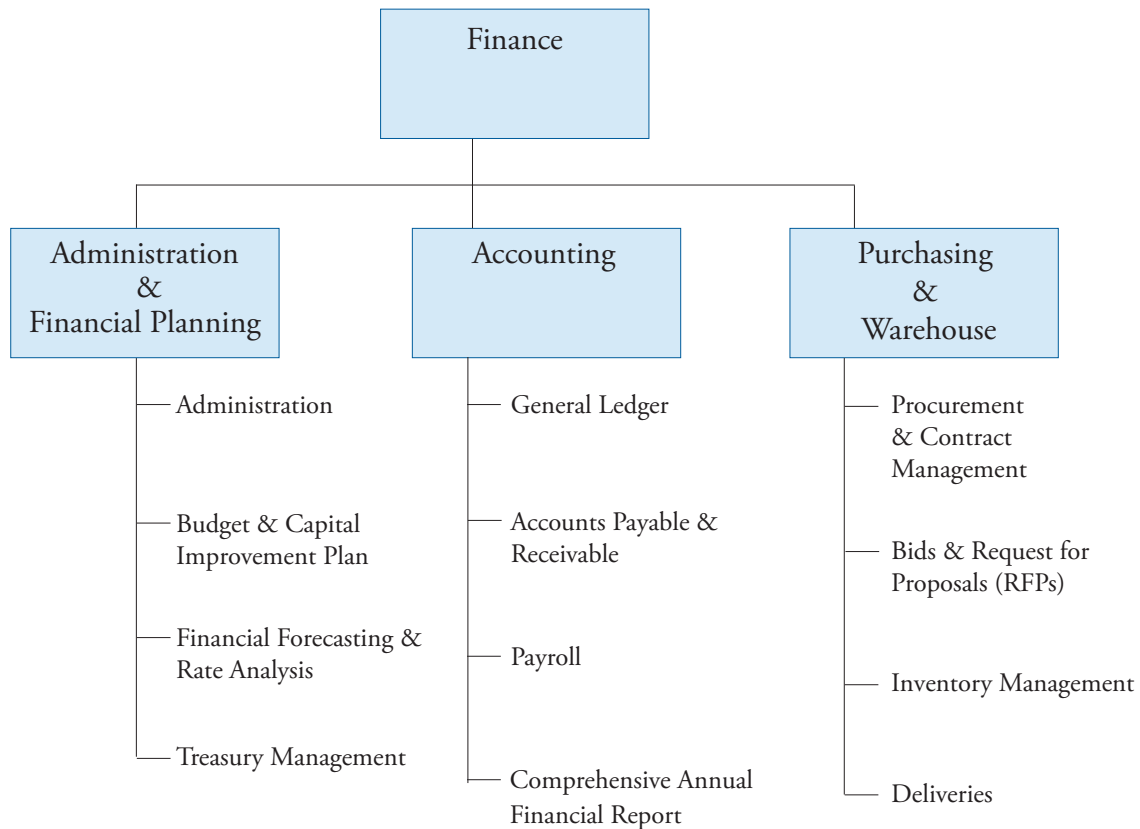 Finance
Administration
&
Financial Planning
Administration
Budget & Capital
Improvement Plan
Financial Forecasting &
Rate Analysis
Treasury Management
Accounting
General Ledger
Accounts Payable &
Receivable
Payroll
Comprehensive Annual
Financial Report
Purchasing
&
Warehouse
Procurement
& Contract
Management
Bids & Request for
Proposals (RFPs)
Inventory Management
Deliveries